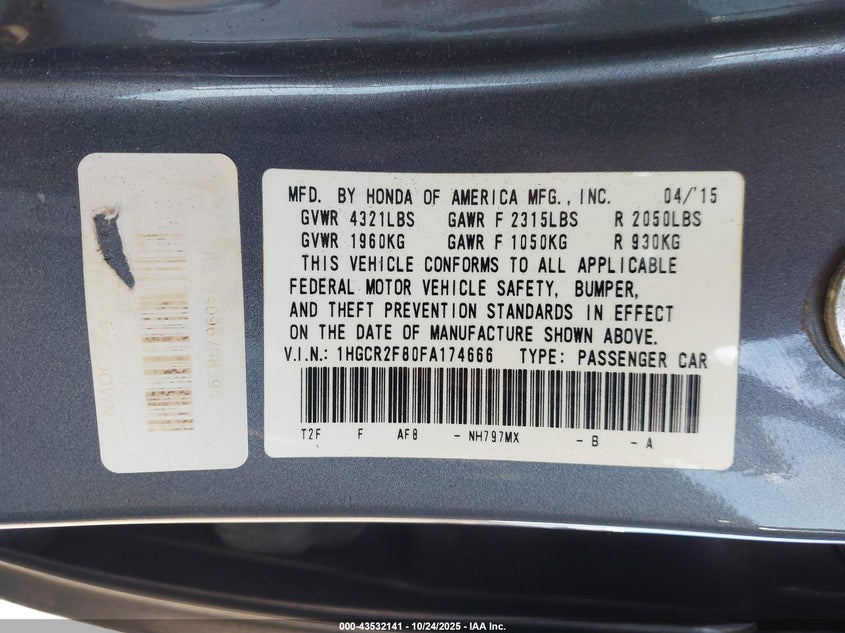 MFD. BY HONDA OF AMERICA MFG., INC. 04/'15
GVWR 4321LBS GAWR F 2315LBS R 2050LBS
GVWR 1960KG GAWR F 1050KG R 930KG
THIS VEHICLE CONFORMS TO ALL APPLICABLE
FEDERAL MOTOR VEHICLE SAFETY, BUMPER,
AND THEFT PREVENTION STANDARDS IN EFFECT
ON THE DATE OF MANUFACTURE SHOWN ABOVE.
V.I.N.: 1HGCR2F80FA174666 TYPE: PASSENGER CAR
T2F F AF8 - NH797MX - B - A
DOWN
000-43532141 - 10/24/2025 - IAA Inc.